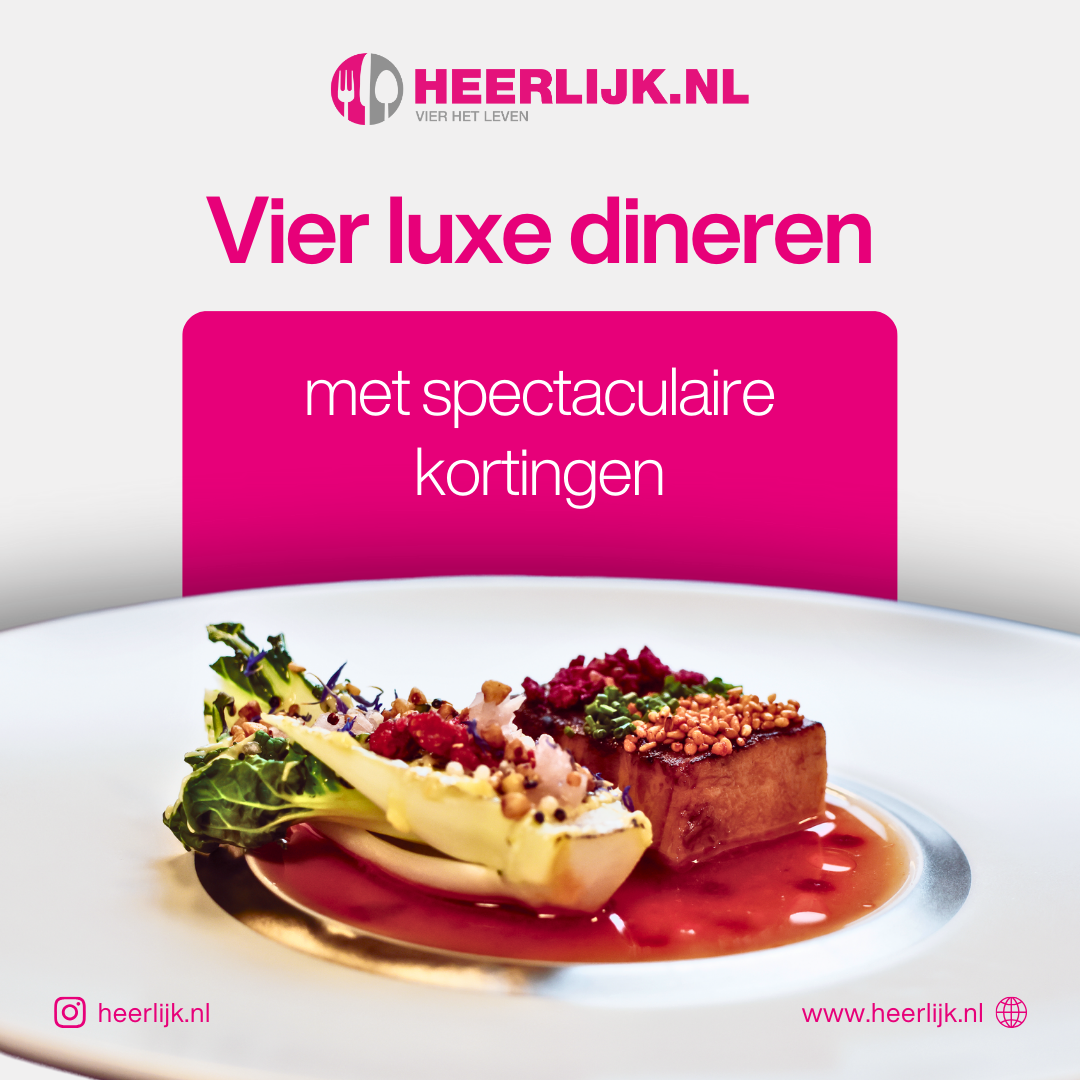 HEERLIJK.NL
VIER HET LEVEN
Vier luxe dineren
met spectaculaire
kortingen
heerlijk.nl
www.heerlijk.nl